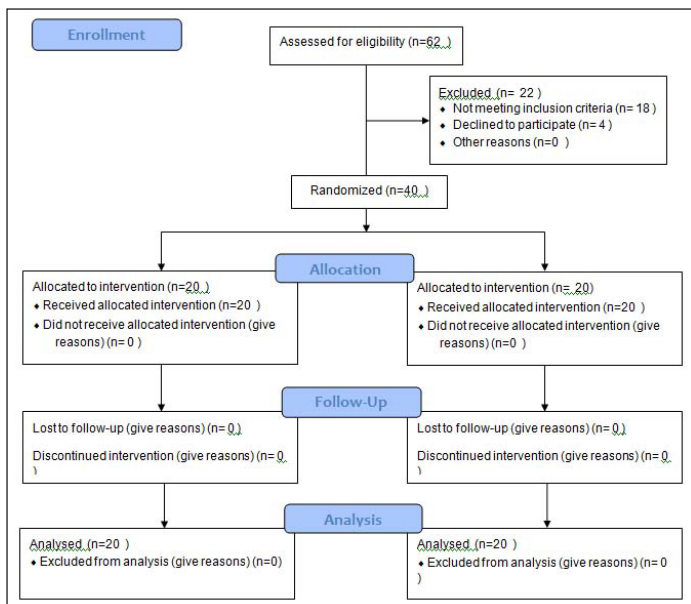 Enrollment
Assessed for eligibility (n=62 )
Excluded (n= 22 )
♦ Not meeting inclusion criteria (n= 18 )
♦ Declined to participate (n= 4 )
♦ Other reasons (n=0 )
Randomized (n=40 )
Allocation
Allocated to intervention (n=20 )
♦ Received allocated intervention (n=20 )
♦ Did not receive allocated intervention (give
reasons) (n= 0 )
Allocated to intervention (n= 20)
♦ Received allocated intervention (n=20 )
♦ Did not receive allocated intervention (give
reasons) (n=0 )
Follow-Up
Lost to follow-up (give reasons) (n= 0 )
Discontinued intervention (give reasons) (n= 0
)
Lost to follow-up (give reasons) (n= 0 )
Discontinued intervention (give reasons) (n= 0
)
Analysis
Analysed (n=20 )
♦ Excluded from analysis (give reasons) (n=0)
Analysed (n=20 )
♦ Excluded from analysis (give reasons) (n= 0
)